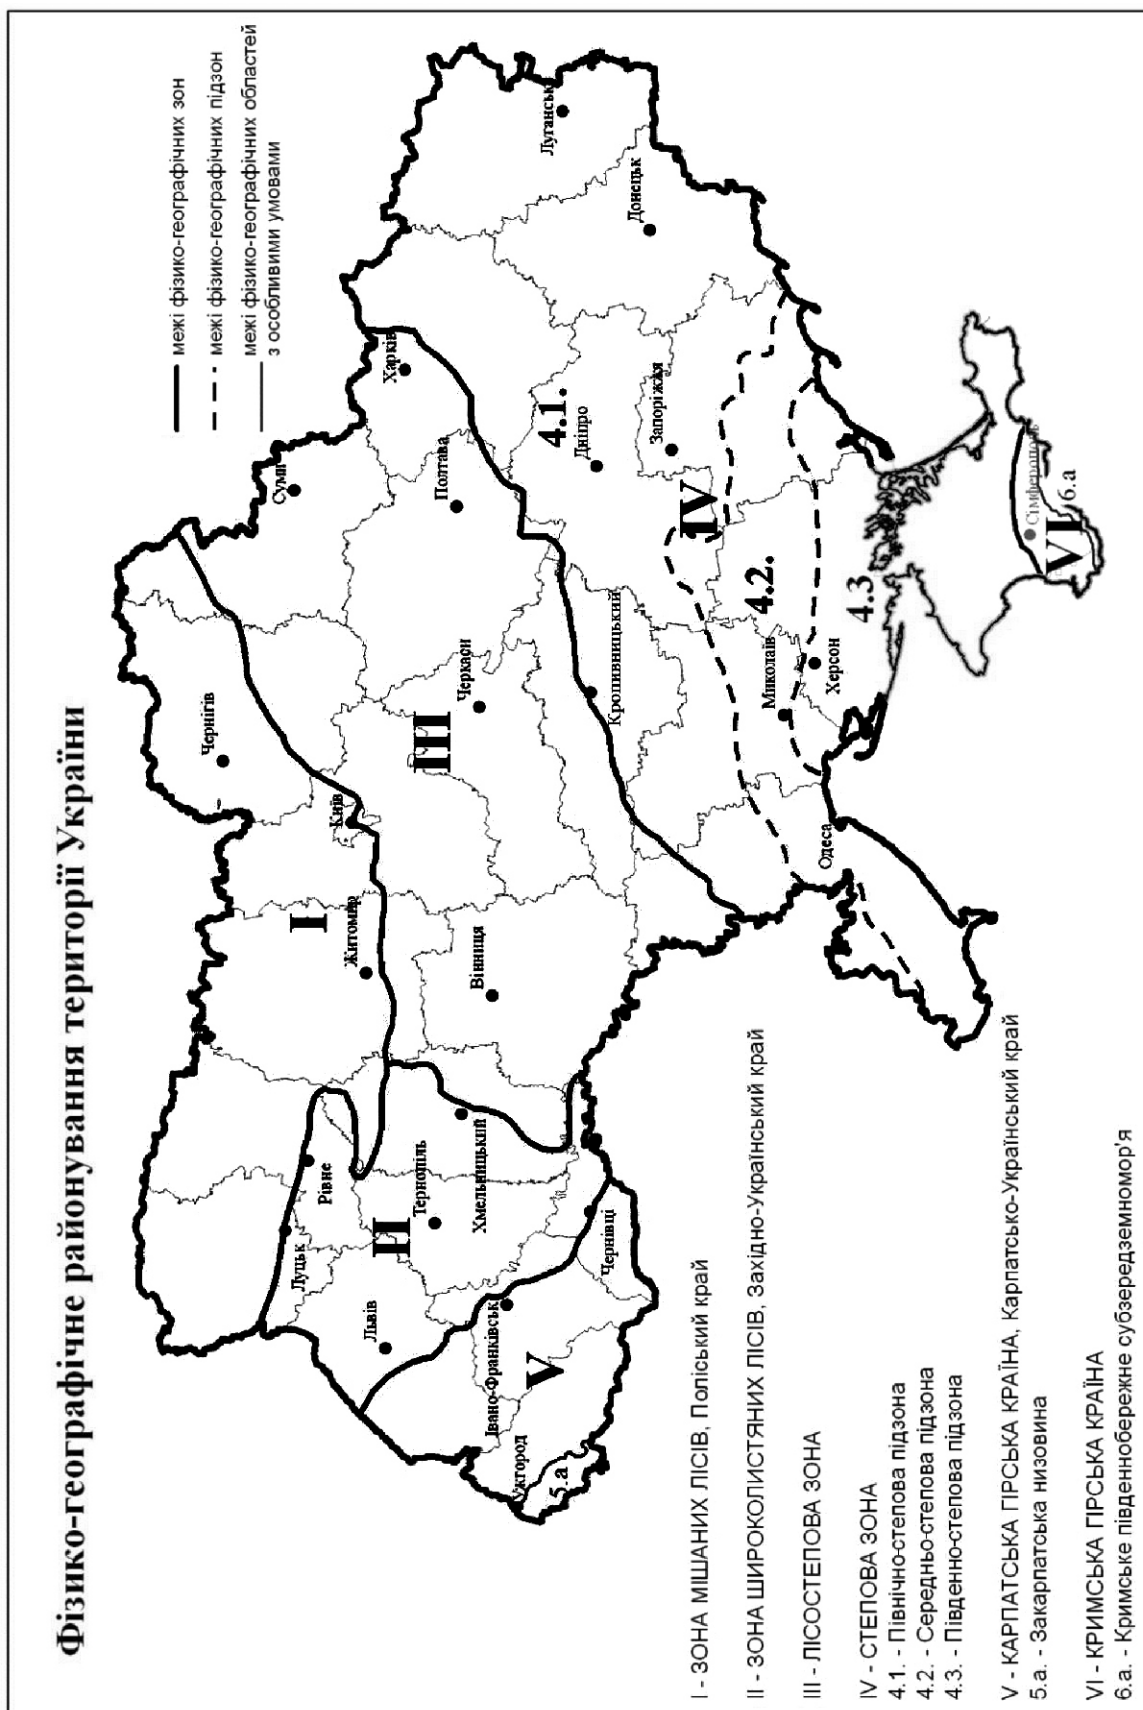 Фізико-географічне районування території України
межі фізико-географічних зон
межі фізико-географічних підзон
межі фізико-географічних областей
з особливими умовами
Чернігів
Суми
Луцьк
Рівне
I
Житомир
Київ
Харків
Львів
II
Тернопіль
Хмельницький
Вінниця
III
Черкаси
Полтава
Луганськ
Ужгород
5.а
Івано-Франківськ
V
Чернівці
Кропивницький
Дніпро
4.1.
Донецьк
Запоріжжя
IV
4.2.
Миколаїв
Одеса
Херсон
4.3
Сімферополь
VI
6.а
I - ЗОНА МІШАНИХ ЛІСІВ, Поліський край
II - ЗОНА ШИРОКОЛИСТЯНИХ ЛІСІВ, Західно-Український край
III - ЛІСОСТЕПОВА ЗОНА
IV - СТЕПОВА ЗОНА
4.1. - Північно-степова підзона
4.2. - Середньо-степова підзона
4.3. - Південно-степова підзона
V - КАРПАТСЬКА ГІРСЬКА КРАЇНА, Карпатсько-Український край
5.а. - Закарпатська низовина
VI - КРИМСЬКА ГІРСЬКА КРАЇНА
6.а. - Кримське південнобережне субзередземномор'я